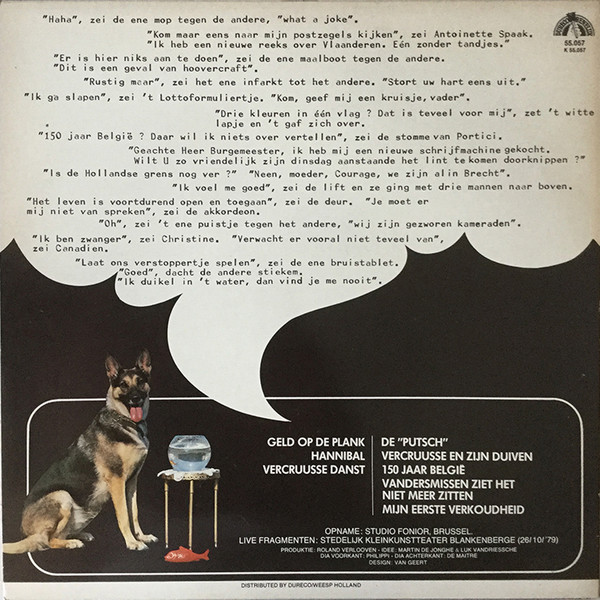 "Haha", zei de ene mop tegen de andere, "what a joke".
"Kom maar eens naar mijn postzegels kijken", zei Antoinette Spaak.
"Ik heb een nieuwe reeks over Vlaanderen. Eén zonder tandjes."
"Er is hier niks aan te doen", zei de ene maalboot tegen de andere.
"Dit is een geval van hoovercraft".
"Rustig maar", zei het ene infarkt tot het andere. "Stort uw hart eens uit."
"Ik ga slapen", zei 't Lottoformuliertje. "Kom, geef mij een kruisje, vader".
"Drie kleuren in één vlag ? Dat is teveel voor mij", zet 't witte
lapje en 't gaf zich over.
"150 jaar België ? Daar wil ik niets over vertellen", zei de stomme van Portici.
"Geachte Heer Burgemeester, ik heb mij een nieuwe schrijfmachine gekocht.
Wilt U zo vriendelijk zijn dinsdag aanstaande het lint te komen doorknippen ?"
"Is de Hollandse grens nog ver ?" "Neen, moeder, Courage, we zijn al in Brecht".
"Ik voel me goed", zei de lift en ze ging met drie mannen naar boven.
"Het leven is voortdurend open en toegaan", zei de deur. "Je moet er
mij niet van spreken", zei de akkordeon.
"Oh", zei 't ene puistje tegen het andere, "wij zijn gezworen kameraden".
"Ik ben zwanger", zei Christine. "Verwacht er vooral niet teveel van",
zei Canadien.
"Laat ons verstoppertje spelen", zei de ene bruistablet.
"Goed", dacht de andere stiekem.
"Ik duikel in 't water, dan vind je me nooit".
55.057
K 55.057
GELD OP DE PLANK
HANNIBAL
VERCRUUSSE DANST
DE "PUTSCH"
VERCRUUSSE EN ZIJN DUIVEN
150 JAAR BELGIË
VANDERSMISSEN ZIET HET
NIET MEER ZITTEN
MIJN EERSTE VERKOUDHEID
OPNAME: STUDIO FONIOR, BRUSSEL.
LIVE FRAGMENTEN: STEDELIJK KLEINKUNSTTEATER BLANKENBERGE (26/10/'79)
PRODUKTIE: ROLAND VERLOOVEN - IDEE: MARTIN DE JONGHE & LUK VANDRIESSCHE
DIA VOORKANT: PHILIPPI - DIA ACHTERKANT: DE MAITRE
DESIGN: VAN GEERT
DISTRIBUTED BY DURECO/WEESP HOLLAND